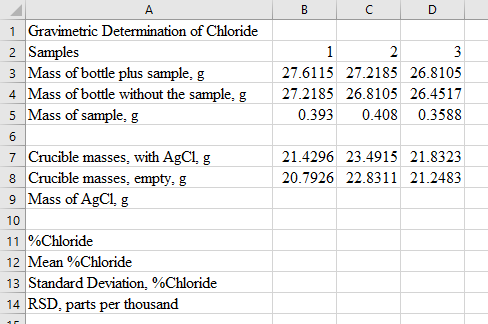 A B C D
1 Gravimetric Determination of Chloride
2 Samples 1 2 3
3 Mass of bottle plus sample, g 27.6115 27.2185 26.8105
4 Mass of bottle without the sample, g 27.2185 26.8105 26.4517
5 Mass of sample, g 0.393 0.408 0.3588
6
7 Crucible masses, with AgCl, g 21.4296 23.4915 21.8323
8 Crucible masses, empty, g 20.7926 22.8311 21.2483
9 Mass of AgCl, g
10
11 %Chloride
12 Mean %Chloride
13 Standard Deviation, %Chloride
14 RSD, parts per thousand